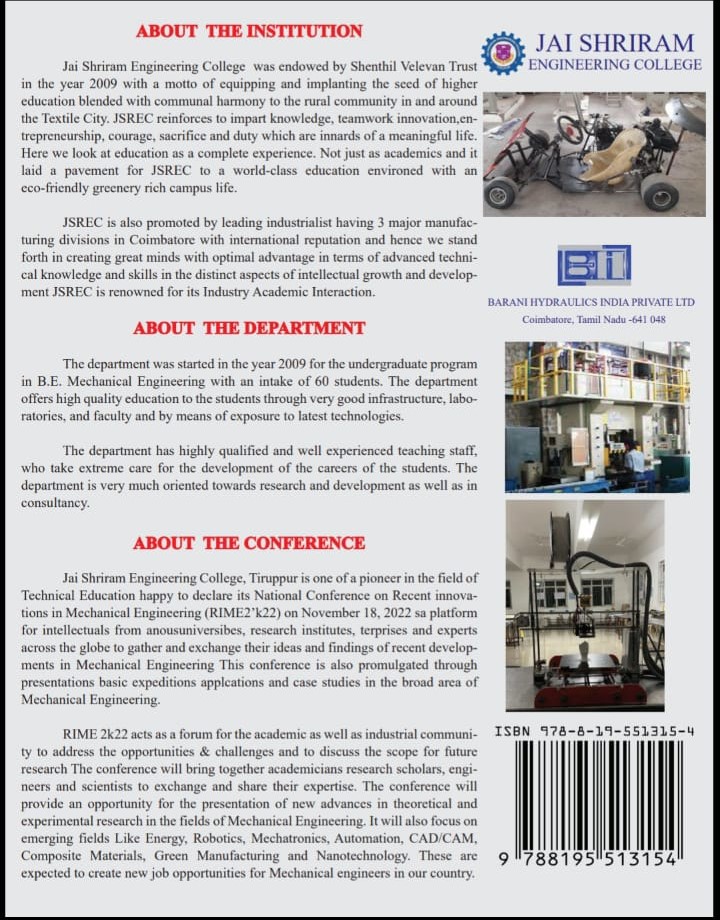 ABOUT THE INSTITUTION
Jai Shriram Engineering College was endowed by Shenthil Velevan Trust
in the year 2009 with a motto of equipping and implanting the seed of higher
education blended with communal harmony to the rural community in and around
the Textile City. JSREC reinforces to impart knowledge, teamwork innovation,en-
trepreneurship, courage, sacrifice and duty which are innards of a meaningful life.
Here we look at education as a complete experience. Not just as academics and it
laid a pavement for JSREC to a world-class education environed with an
eco-friendly greenery rich campus life.
JSREC is also promoted by leading industrialist having 3 major manufac-
turing divisions in Coimbatore with international reputation and hence we stand
forth in creating great minds with optimal advantage in terms of advanced techni-
cal knowledge and skills in the distinct aspects of intellectual growth and develop-
ment JSREC is renowned for its Industry Academic Interaction.
ABOUT THE DEPARTMENT
The department was started in the year 2009 for the undergraduate program
in B.E. Mechanical Engineering with an intake of 60 students. The department
offers high quality education to the students through very good infrastructure, labo-
ratories, and faculty and by means of exposure to latest technologies.
The department has highly qualified and well experienced teaching staff,
who take extreme care for the development of the careers of the students. The
department is very much oriented towards research and development as well as in
consultancy.
ABOUT THE CONFERENCE
Jai Shriram Engineering College, Tiruppur is one of a pioneer in the field of
Technical Education happy to declare its National Conference on Recent innova-
tions in Mechanical Engineering (RIME2'k22) on November 18, 2022 sa platform
for intellectuals from anousuniversibes, research institutes, terprises and experts
across the globe to gather and exchange their ideas and findings of recent develop-
ments in Mechanical Engineering This conference is also promulgated through
presentations basic expeditions applcations and case studies in the broad area of
Mechanical Engineering.
RIME 2k22 acts as a forum for the academic as well as industrial communi-
ty to address the opportunities & challenges and to discuss the scope for future
research The conference will bring together academicians research scholars, engi-
neers and scientists to exchange and share their expertise. The conference will
provide an opportunity for the presentation of new advances in theoretical and
experimental research in the fields of Mechanical Engineering. It will also focus on
emerging fields Like Energy, Robotics, Mechatronics, Automation, CAD/CAM,
Composite Materials, Green Manufacturing and Nanotechnology. These are
expected to create new job opportunities for Mechanical engineers in our country.
JAI SHRIRAM
ENGINEERING COLLEGE
BARANI HYDRAULICS INDIA PRIVATE LTD
Coimbatore, Tamil Nadu -641 048
ISBN 978-8-19-551315-4
9 788195 513154